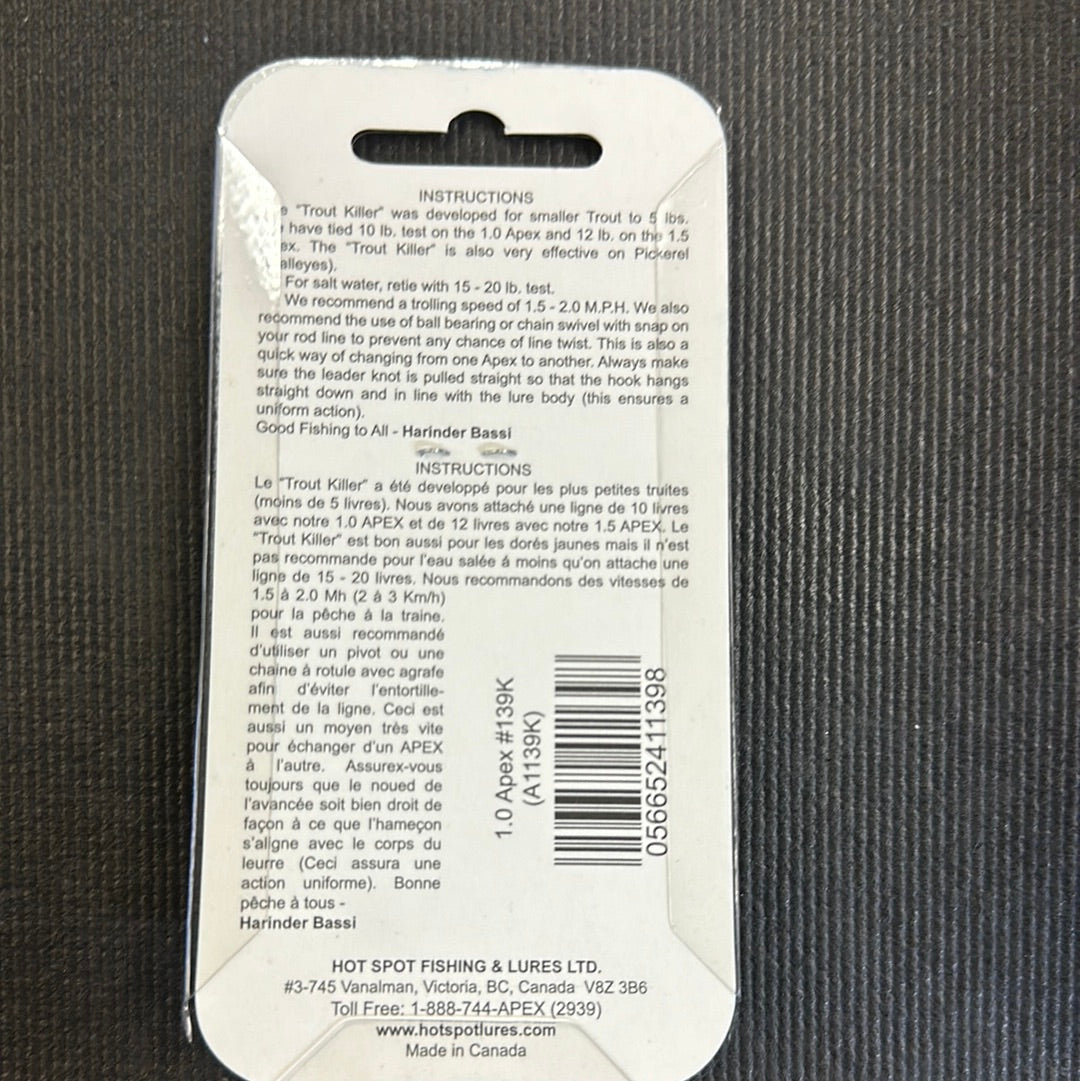 INSTRUCTIONS
"Trout Killer" was developed for smaller Trout to 5 lbs.
have tied 10 lb. test on the 1.0 Apex and 12 lb. on the 1.5
ex. The "Trout Killer" is also very effective on Pickerel
alleyes).
For salt water, retie with 15 - 20 lb. test.
We recommend a trolling speed of 1.5 - 2.0 M.P.H. We also
recommend the use of ball bearing or chain swivel with snap on
your rod line to prevent any chance of line twist. This is also a
quick way of changing from one Apex to another. Always make
sure the leader knot is pulled straight so that the hook hangs
straight down and in line with the lure body (this ensures a
uniform action).
Good Fishing to All - Harinder Bassi
INSTRUCTIONS
Le "Trout Killer" a été developpé pour les plus petites truites
(moins de 5 livres). Nous avons attaché une ligne de 10 livres
avec notre 1.0 APEX et de 12 livres avec notre 1.5 APEX. Le
"Trout Killer" est bon aussi pour les dorés jaunes mais il n'est
pas recommande pour l'eau salée á moins qu'on attache une
ligne de 15 - 20 livres. Nous recommandons des vitesses de
1.5 à 2.0 Mh (2 á 3 Km/h)
pour la pêche á la traine.
Il est aussi recommandé
d'utiliser un pivot ou une
chaine à rotule avec agrafe
afin d'éviter l'entortille-
ment de la ligne. Ceci est
aussi un moyen très vite
pour échanger d'un APEX
à l'autre. Assurex-vous
toujours que le noued de
l'avancée soit bien droit de
façon à ce que l'hameçon
s'aligne avec le corps du
leurre (Ceci assura une
action uniforme). Bonne
pêche à tous -
Harinder Bassi
1.0 Apex #139K
(A1139K)
056652411398
HOT SPOT FISHING & LURES LTD.
#3-745 Vanalman, Victoria, BC, Canada V8Z 3B6
Toll Free: 1-888-744-APEX (2939)
www.hotspotlures.com
Made in Canada